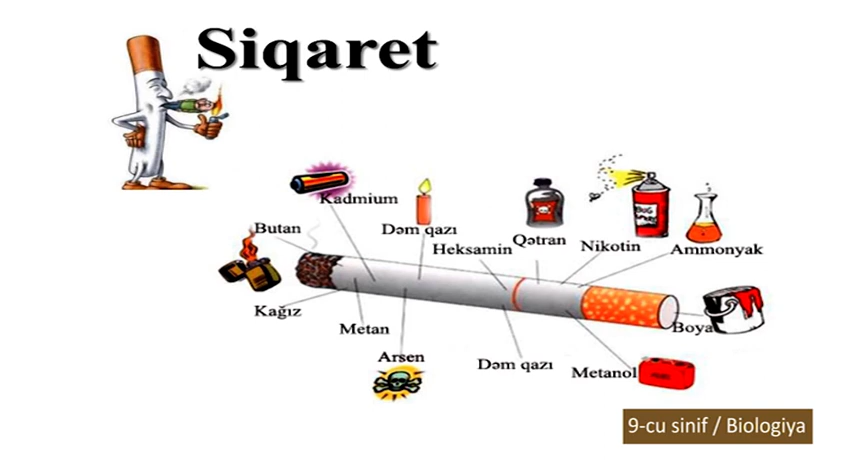 Siqaret
Kadmium
Butan
Dəm qazı
Heksamin
Qətran
Nikotin
Ammonyak
BUG
Kağız
Metan
Arsen
Dəm qazı
Metanol
Boya
9-cu sinif / Biologiya